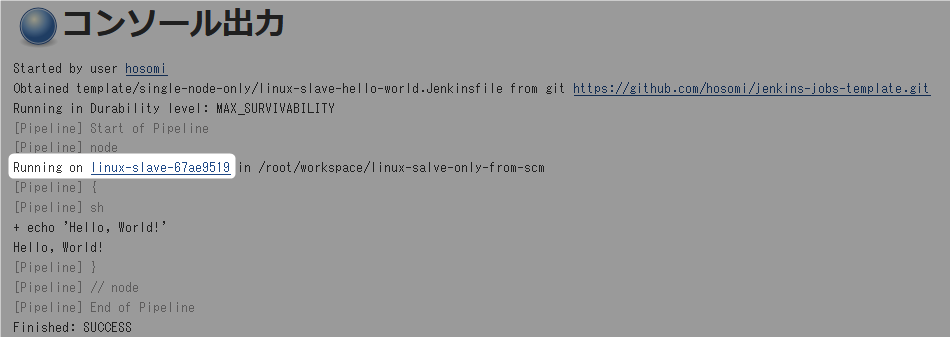 コンソール出力
Started by user hosomi
Obtained template/single-node-only/linux-slave-hello-world.Jenkinsfile from git https://github.com/hosomi/jenkins-jobs-template.git
Running in Durability level: MAX_SURVIVABILITY
[Pipeline] Start of Pipeline
[Pipeline] node
Running on linux-slave-67ae9519 in /root/workspace/linux-salve-only-from-scm
[Pipeline] {
[Pipeline] sh
+ echo 'Hello, World!'
Hello, World!
[Pipeline] }
[Pipeline] // node
[Pipeline] End of Pipeline
Finished: SUCCESS